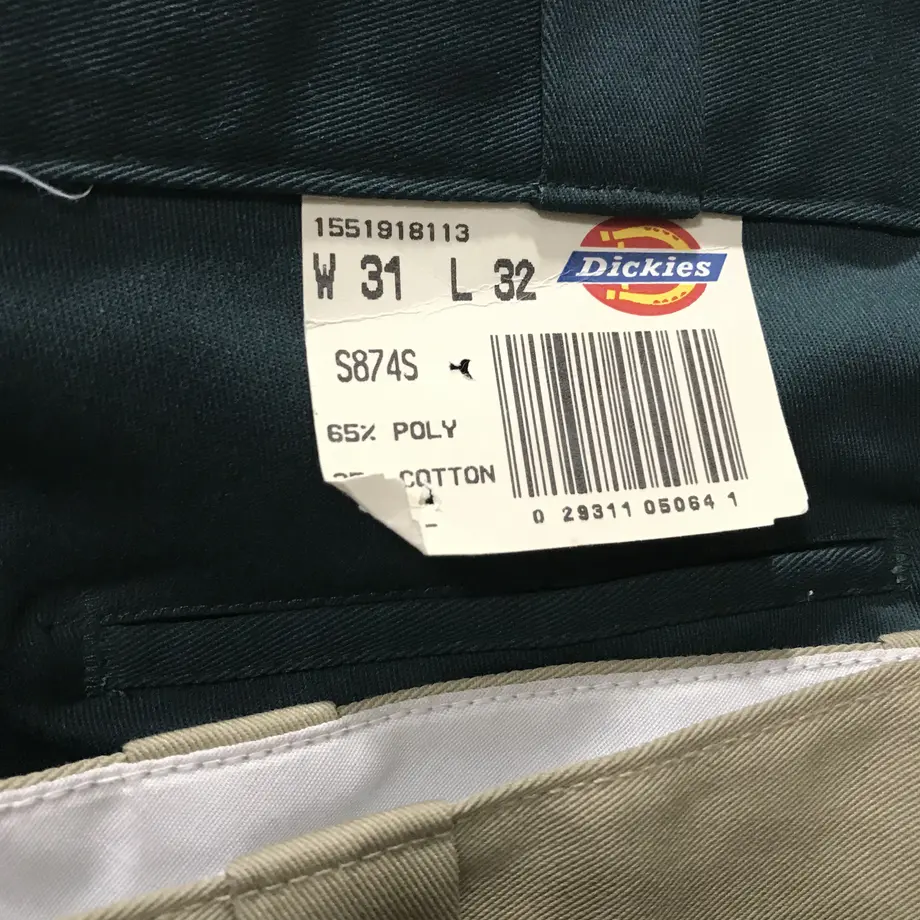 1551918113
W 31 L 32
Dickies
S874S
65% POLY
COTTON
0 29311 05064 1